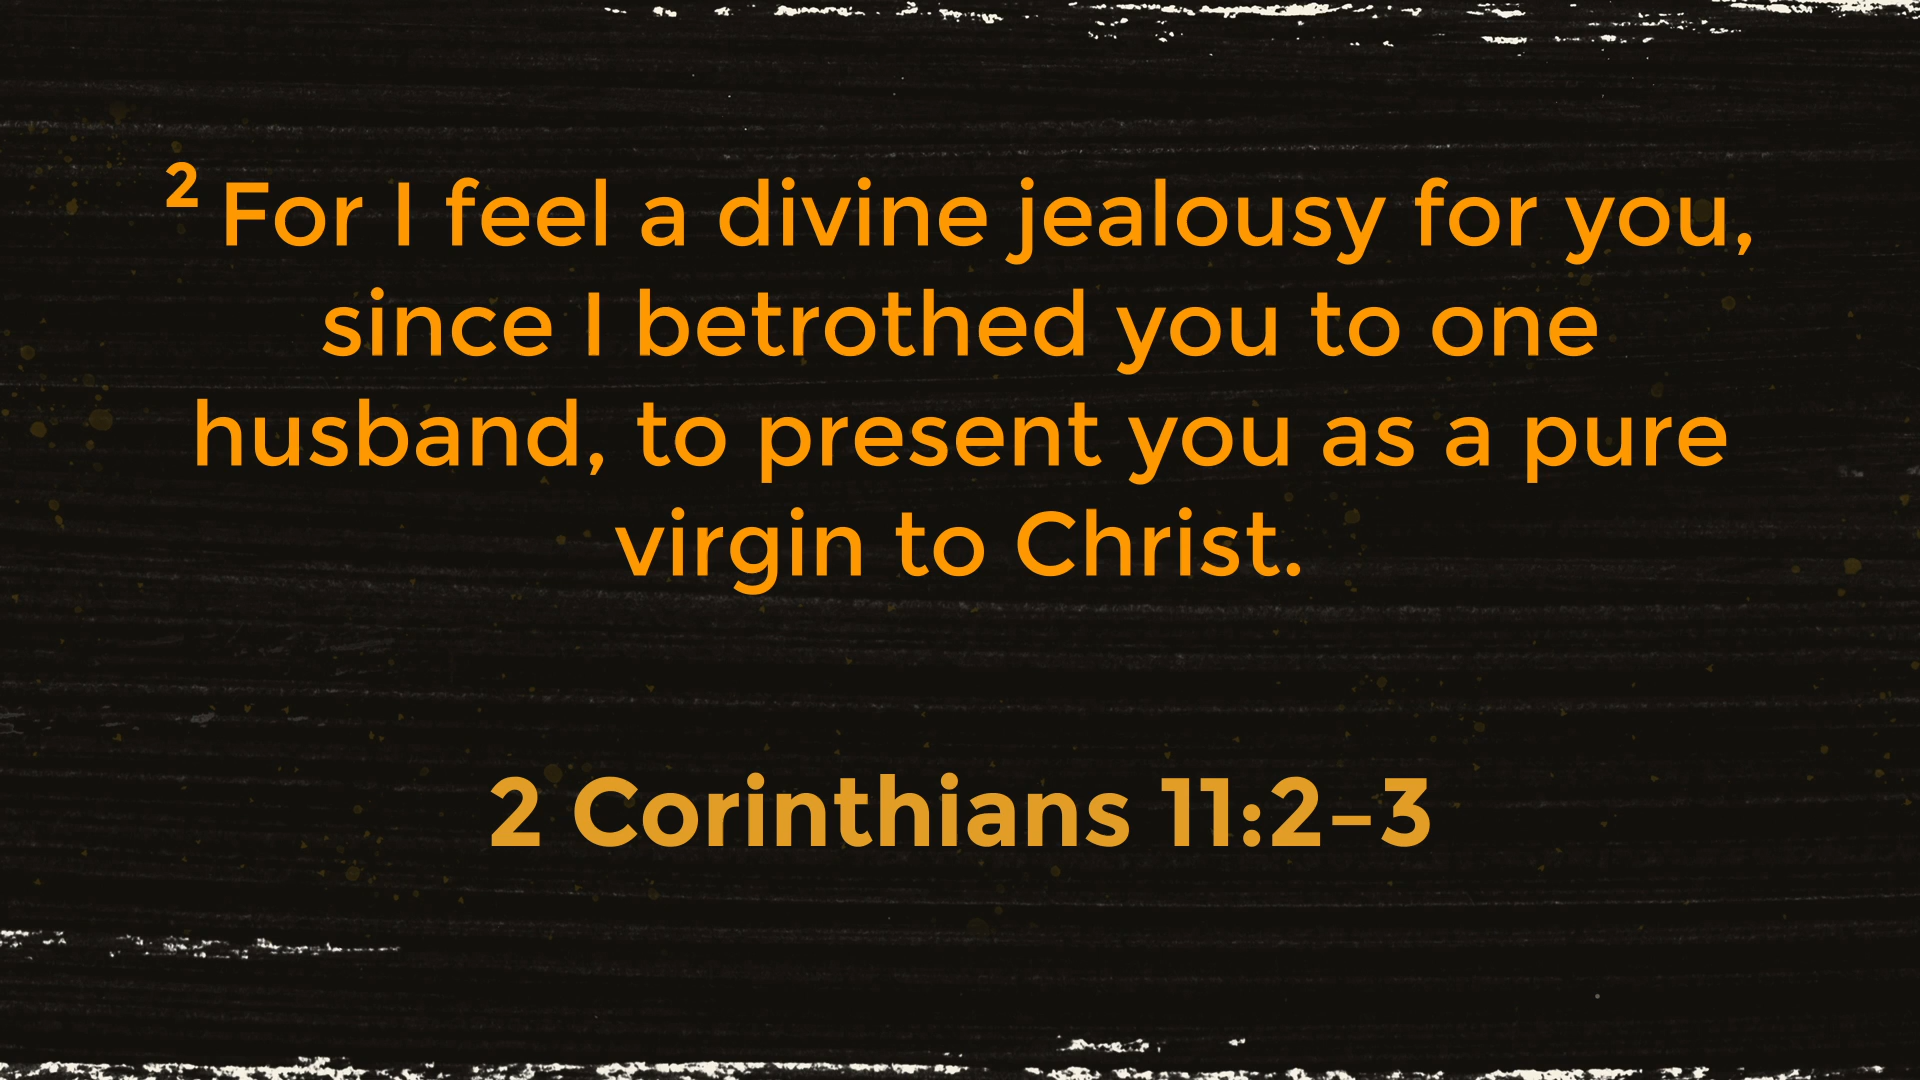 ² For I feel a divine jealousy for you,
since I betrothed you to one
husband, to present you as a pure
virgin to Christ.
2 Corinthians 11:2–3